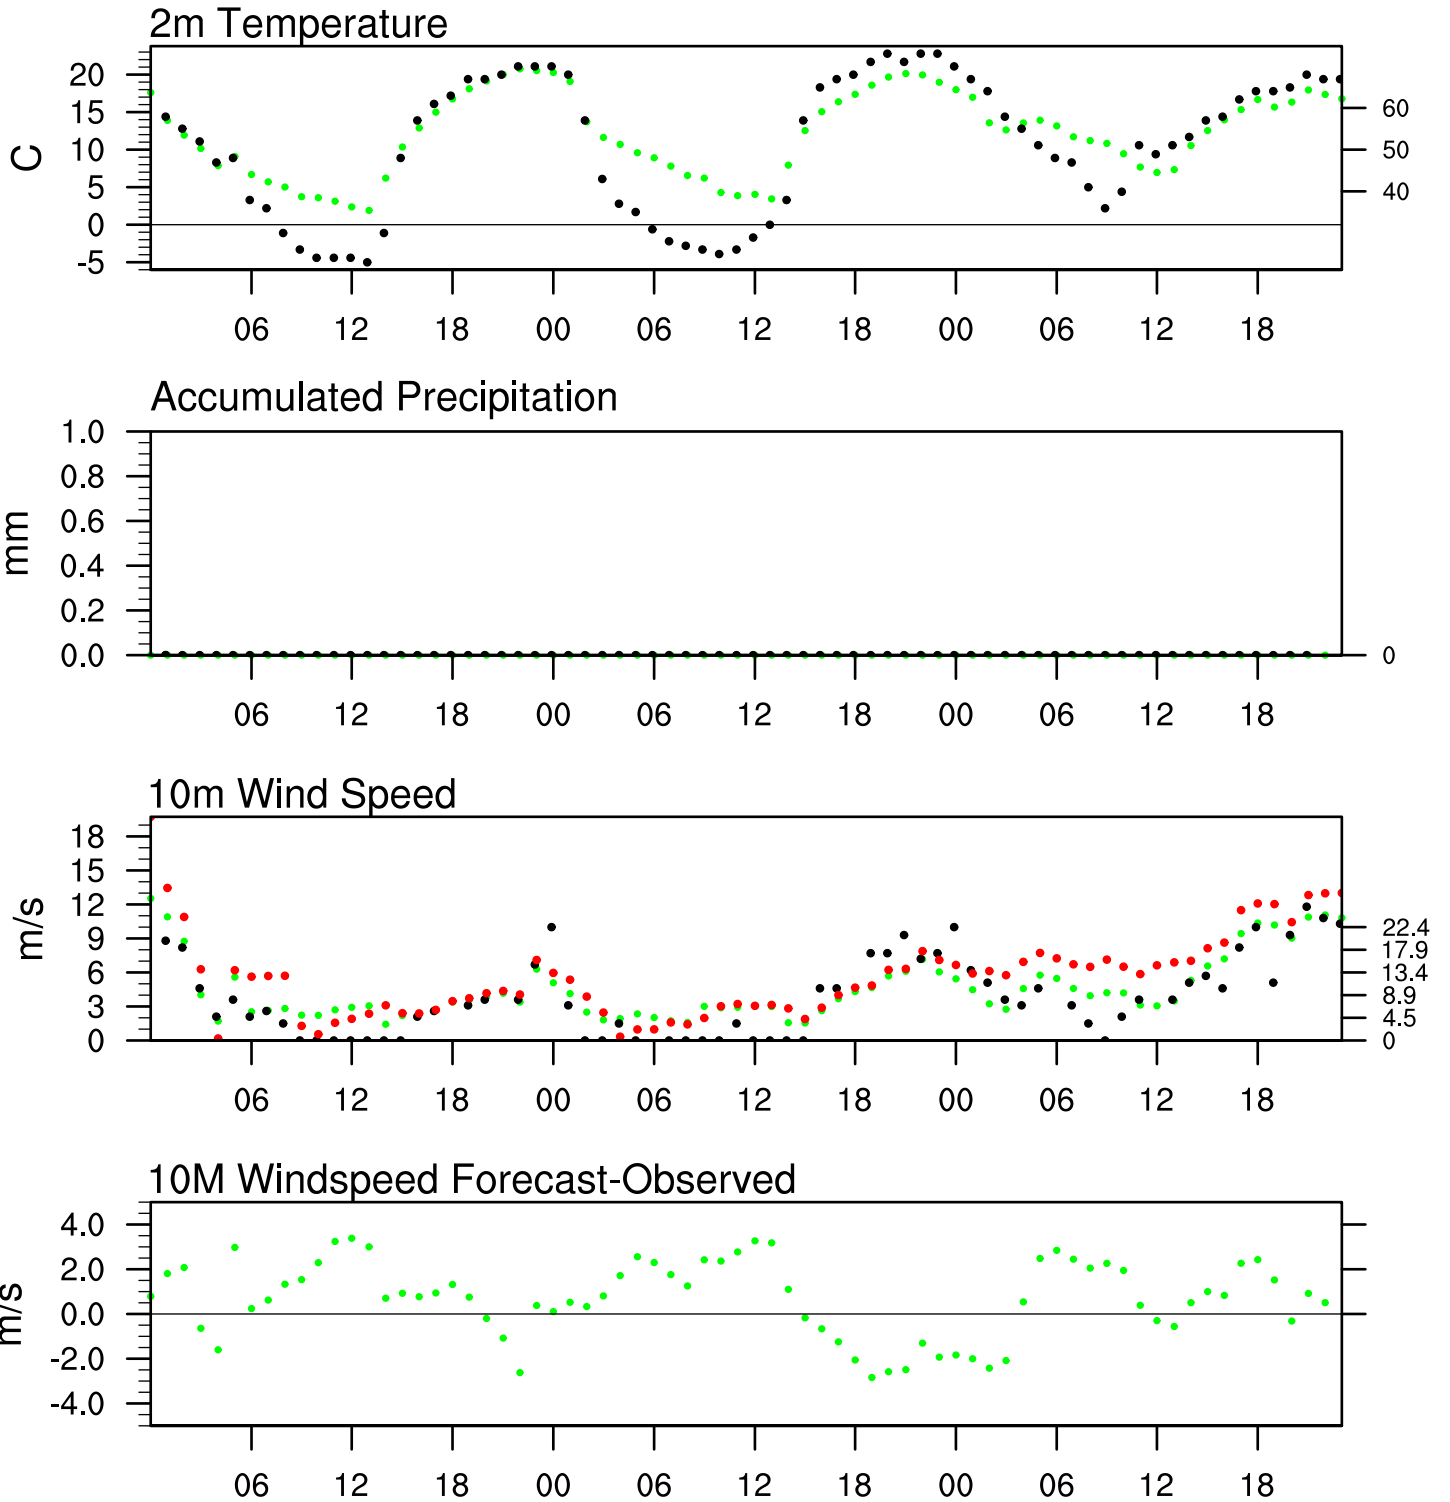 2m Temperature
20
15
10
5
0
-5
C
60
50
40
06 12 18 00 06 12 18 00 06 12 18
Accumulated Precipitation
1.0
0.8
0.6
0.4
0.2
0.0
mm
0
06 12 18 00 06 12 18 00 06 12 18
10m Wind Speed
18
15
12
9
6
3
0
m/s
22.4
17.9
13.4
8.9
4.5
0
06 12 18 00 06 12 18 00 06 12 18
10M Windspeed Forecast-Observed
4.0
2.0
0.0
-2.0
-4.0
m/s
06 12 18 00 06 12 18 00 06 12 18